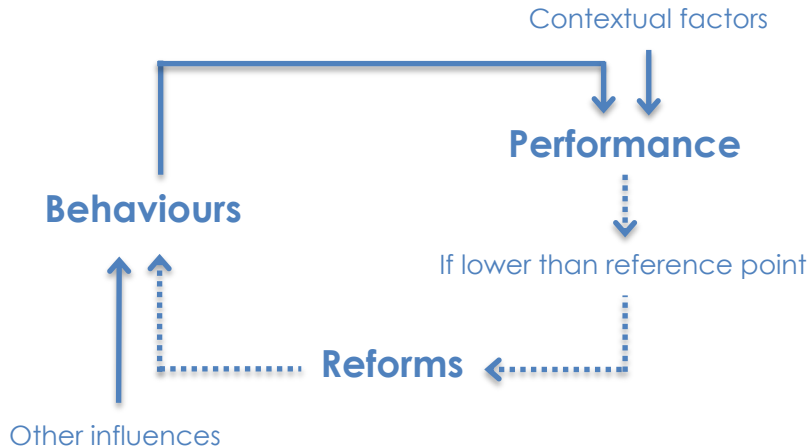 Contextual factors
Performance
Behaviours
If lower than reference point
Reforms
Other influences